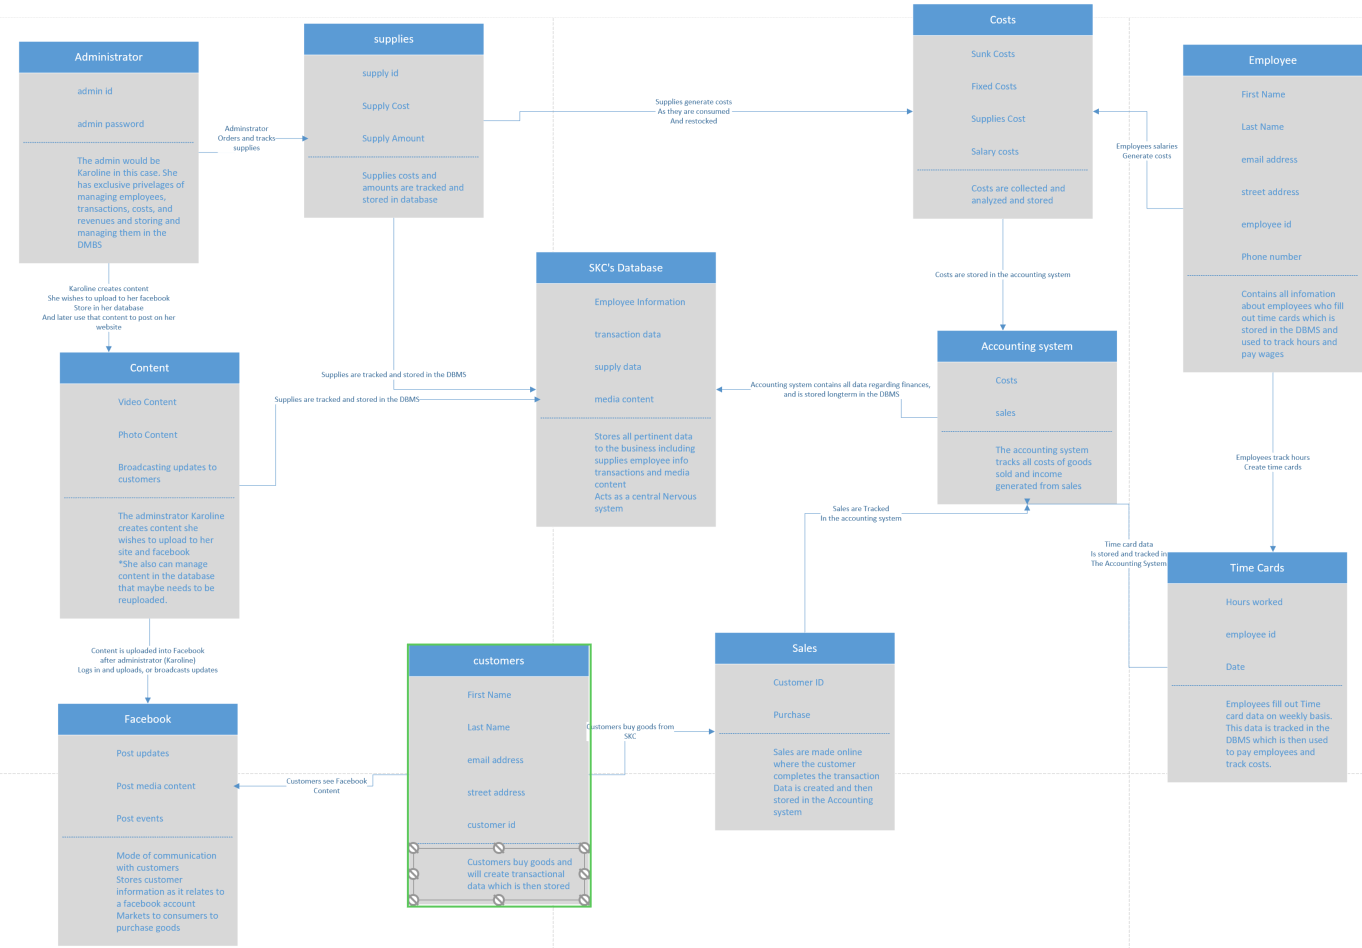 Administrator
admin id
admin password
The admin would be
Karoline in this case. She
has exclusive privelages of
managing employees,
transactions, costs, and
revenues and storing and
managing them in the
DMBS
Adminstrator
Orders and tracks
supplies
supplies
supply id
Supply Cost
Supply Amount
Supplies costs and
amounts are tracked and
stored in database
Supplies generate costs
As they are consumed
And restocked
Costs
Sunk Costs
Fixed Costs
Supplies Cost
Salary costs
Costs are collected and
analyzed and stored
Employees salaries
Generate costs
Employee
First Name
Last Name
email address
street address
employee id
Phone number
Contains all infomation
about employees who fill
out time cards which is
stored in the DBMS and
used to track hours and
pay wages
Karoline creates content
She wishes to upload to her facebook
Store in her database
And later use that content to post on her
website
Content
Video Content
Photo Content
Broadcasting updates to
customers
The adminstrator Karoline
creates content she
wishes to upload to her
site and facebook
*She also can manage
content in the database
that maybe needs to be
reuploaded.
Supplies are tracked and stored in the DBMS
Supplies are tracked and stored in the DBMS
SKC's Database
Employee Information
transaction data
supply data
media content
Stores all pertinent data
to the business including
supplies employee info
transactions and media
content
Acts as a central Nervous
system
Costs are stored in the accounting system
Accounting system contains all data regarding finances,
and is stored longterm in the DBMS
Accounting system
Costs
sales
The accounting system
tracks all costs of goods
sold and income
generated from sales
Employees track hours
Create time cards
Sales are Tracked
In the accounting system
Time card data
Is stored and tracked in
The Accounting System
Time Cards
Hours worked
employee id
Date
Employees fill out Time
card data on weekly basis.
This data is tracked in the
DBMS which is then used
to pay employees and
track costs.
Content is uploaded into Facebook
after administrator (Karoline)
Logs in and uploads, or broadcasts updates
Facebook
Post updates
Post media content
Post events
Mode of communication
with customers
Stores customer
information as it relates to
a facebook account
Markets to consumers to
purchase goods
Customers see Facebook
Content
customers
First Name
Last Name
email address
street address
customer id
Customers buy goods and
will create transactional
data which is then stored
Customers buy goods from
SKC
Sales
Customer ID
Purchase
Sales are made online
where the customer
completes the transaction
Data is created and then
stored in the Accounting
system